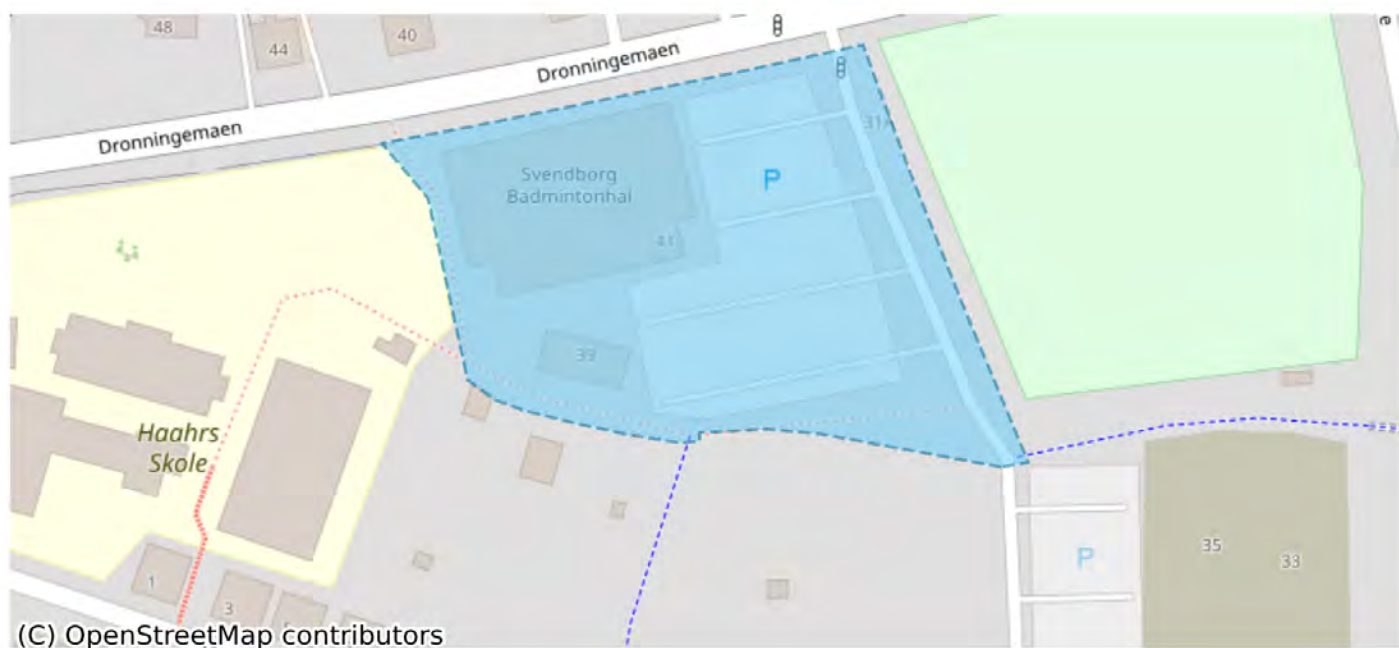 48
44
40
Dronningemaen
Dronningemaen
31A
P
Svendborg
Badmintonhal
41
39
Haahrs
Skole
35
33
P
1
3
(C) OpenStreetMap contributors